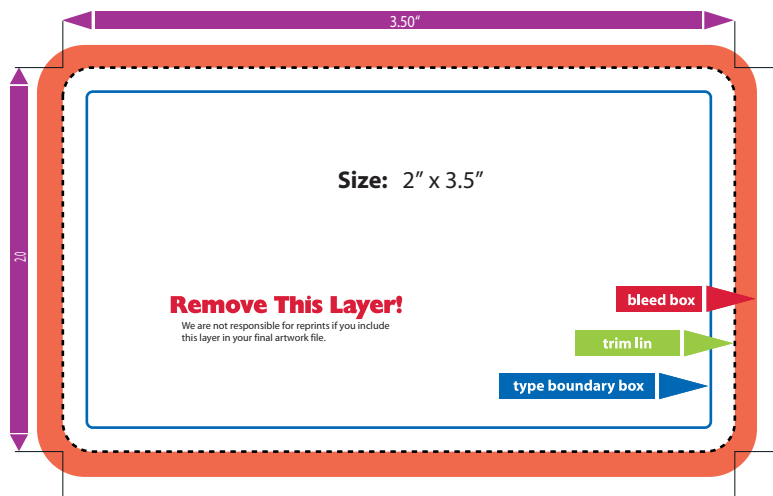 3.50"
2.0
Size: 2" x 3.5"
Remove This Layer!
We are not responsible for reprints if you include
this layer in your final artwork file.
bleed box
trim lin
type boundary box